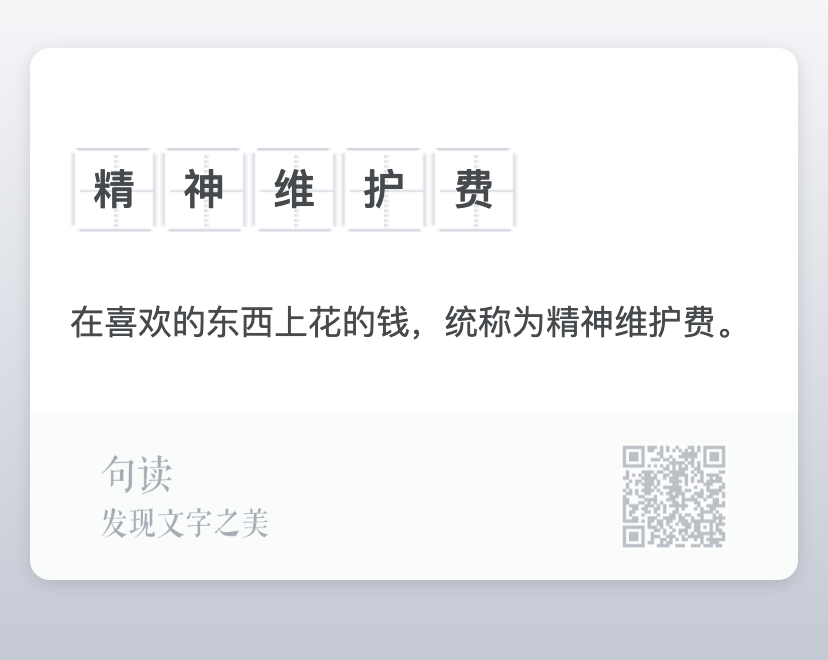 精神维护费
在喜欢的东西上花的钱，统称为精神维护费。
句读
发现文字之美